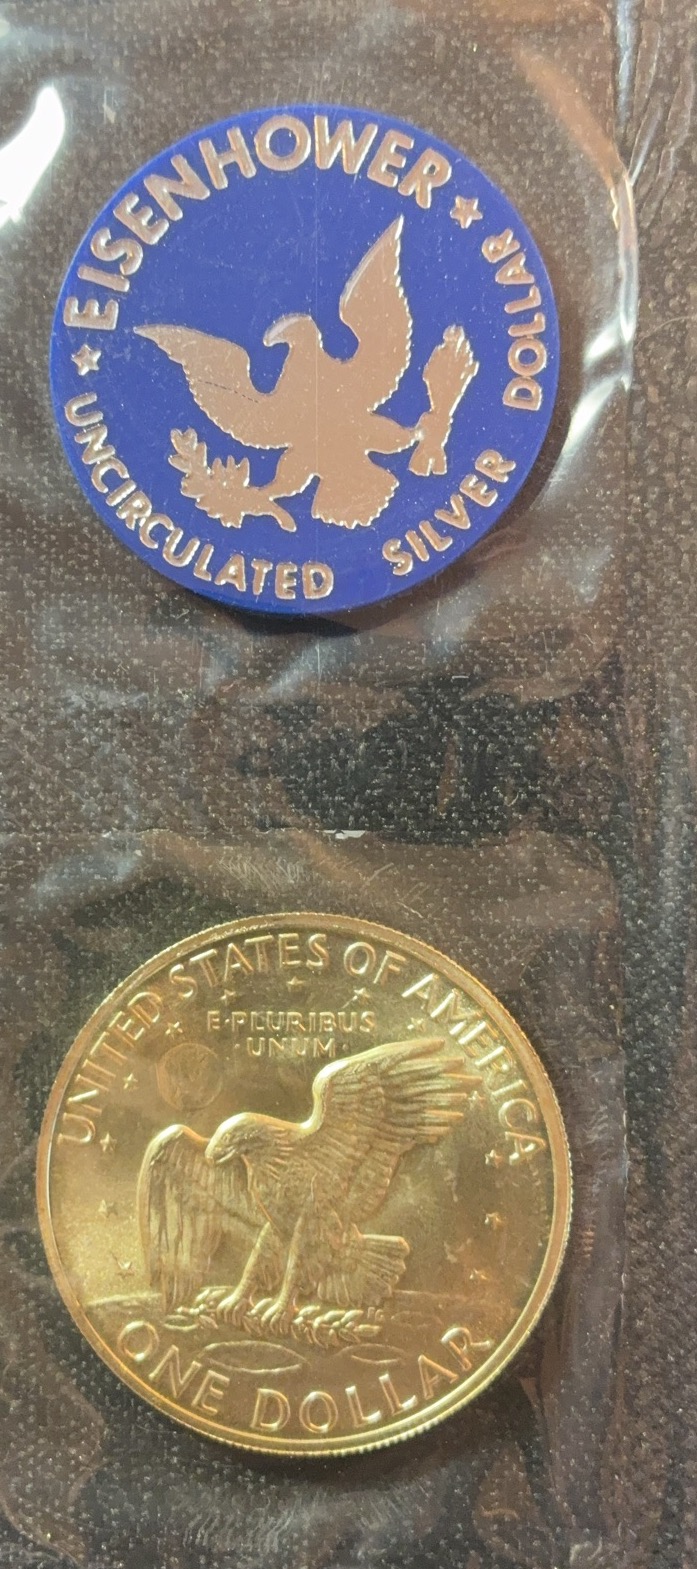 ★ EISENHOWER ★
UNCIRCULATED SILVER DOLLAR
UNITED STATES OF AMERICA
E·PLURIBUS
·UNUM·
ONE DOLLAR